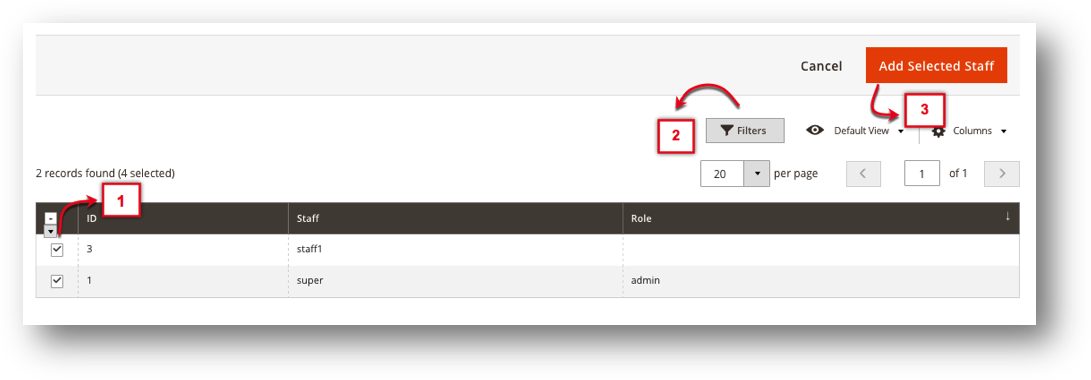 Cancel Add Selected Staff
3
2 Filters Default View Columns
2 records found (4 selected) 20 per page 1 of 1
1
ID Staff Role ↓
3 staff1
1 super admin